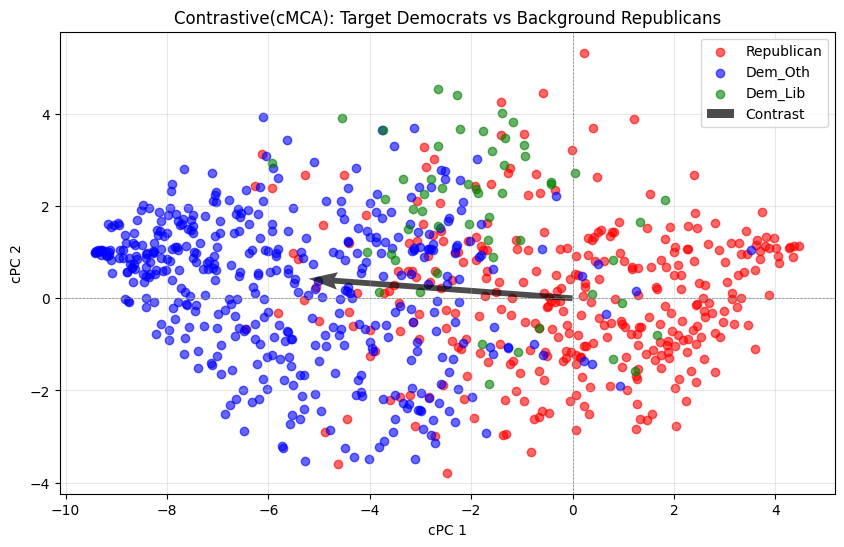 Contrastive(cMCA): Target Democrats vs Background Republicans
Republican
Dem_Oth
Dem_Lib
Contrast
4
2
0
−2
−4
cPC 2
−10 −8 −6 −4 −2 0 2 4
cPC 1